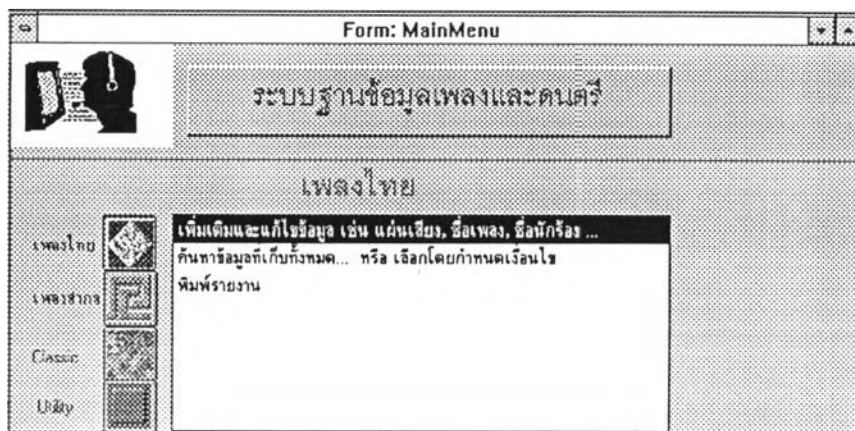 Form: MainMenu
ระบบฐานข้อมูลเพลงและดนตรี
เพลงไทย
เพลงไทย
เพิ่มเติมและแก้ไขข้อมูล เช่น แผ่นเสียง, ชื่อเพลง, ชื่อนักร้อง ...
ค้นหาข้อมูลที่เก็บทั้งหมด... หรือ เลือกโดยกำหนดเงื่อนไข
พิมพ์รายงาน
เพลงสากล
Classic
Utility